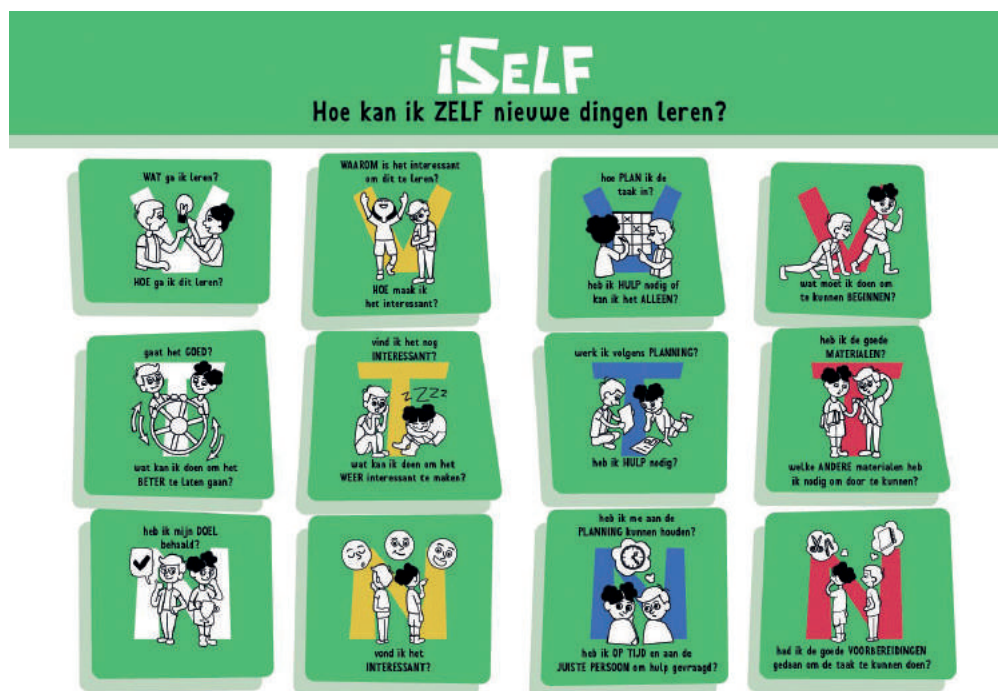 iSELF
Hoe kan ik ZELF nieuwe dingen leren?
WAT ga ik leren?
V
HOE ga ik dit leren?
WAAROM is het interessant
om dit te leren?
V
HOE maak ik
het interessant?
hoe PLAN ik de
taak in?
V
heb ik HULP nodig of
kan ik het ALLEEN?
V
wat moet ik doen om
te kunnen BEGINNEN?
gaat het GOED?
T
wat kan ik doen om het
BETER te laten gaan?
vind ik het nog
INTERESSANT?
T
zZZzz
wat kan ik doen om het
WEER interessant te maken?
werk ik volgens PLANNING?
T
heb ik HULP nodig?
heb ik de goede
MATERIALEN?
T
welke ANDERE materialen heb
ik nodig om door te kunnen?
heb ik mijn DOEL
behaald?
N
N
vond ik het
INTERESSANT?
heb ik me aan de
PLANNING kunnen houden?
N
heb ik OP TIJD en aan de
JUISTE PERSOON om hulp gevraagd?
N
had ik de goede VOORBEREIDINGEN
gedaan om de taak te kunnen doen?